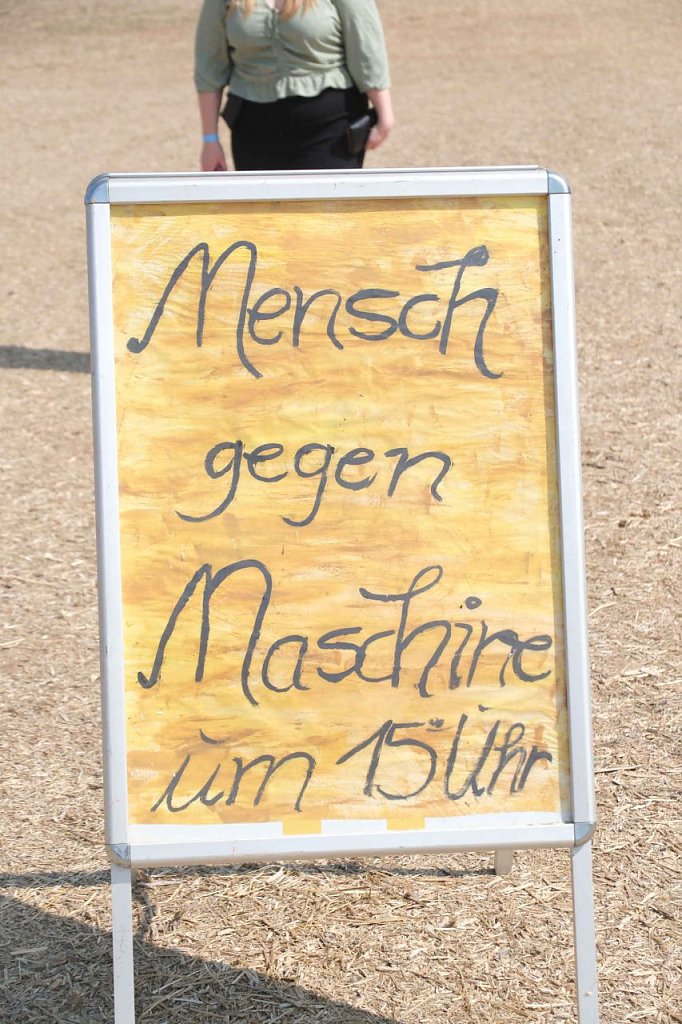 Mensch
gegen
Maschine
um 15 Uhr